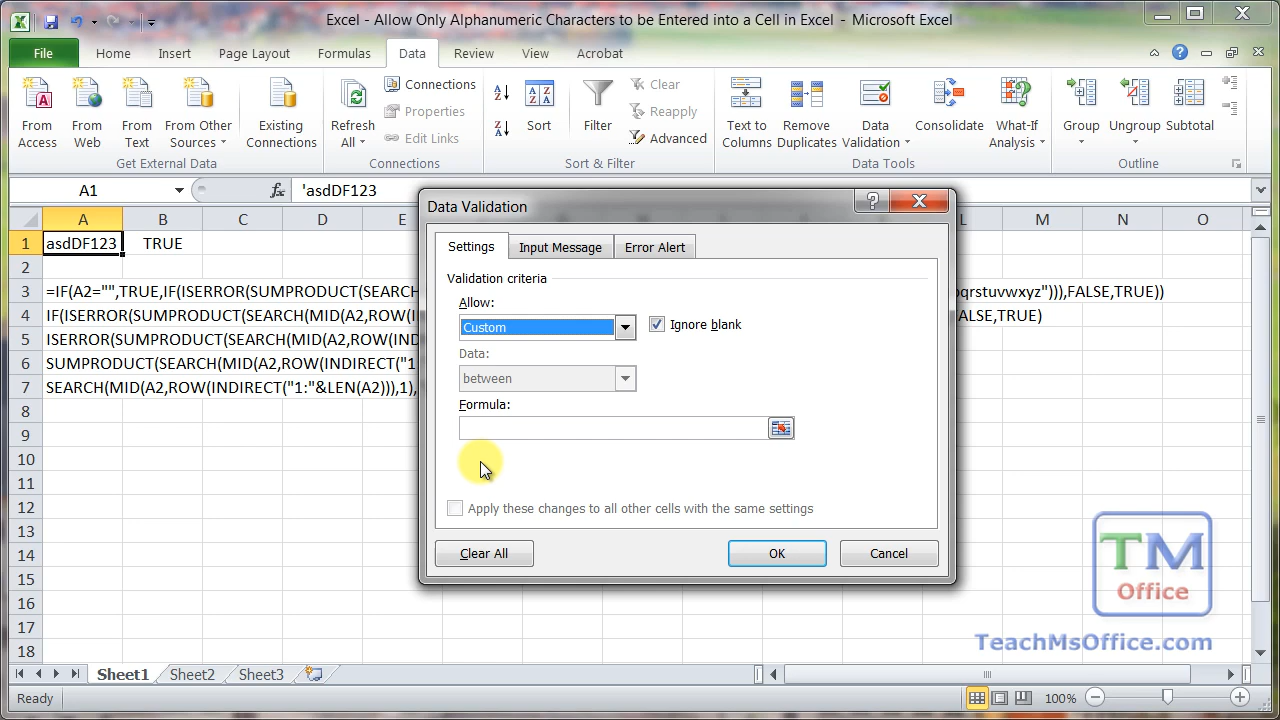 Excel - Allow Only Alphanumeric Characters to be Entered into a Cell in Excel - Microsoft Excel
File Home Insert Page Layout Formulas Data Review View Acrobat
From Access
From Web
From Text
From Other Sources
Existing Connections
Get External Data
Refresh All
Connections
Properties
Edit Links
Connections
Sort
Filter
Clear
Reapply
Advanced
Sort & Filter
Text to Columns
Remove Duplicates
Data Validation
Consolidate
What-If Analysis
Data Tools
Group
Ungroup
Subtotal
Outline
A1 fx 'asdDF123
A B C D E L M N O
1 asdDF123 TRUE
2
3 =IF(A2="",TRUE,IF(ISERROR(SUMPRODUCT(SEARCH pqrstuvwxyz"))),FALSE,TRUE))
4 IF(ISERROR(SUMPRODUCT(SEARCH(MID(A2,ROW(I ALSE,TRUE)
5 ISERROR(SUMPRODUCT(SEARCH(MID(A2,ROW(IND
6 SUMPRODUCT(SEARCH(MID(A2,ROW(INDIRECT("1
7 SEARCH(MID(A2,ROW(INDIRECT("1:"&LEN(A2))),1),
8
9
10
11
12
13
14
15
16
17
18
Data Validation
Settings Input Message Error Alert
Validation criteria
Allow:
Custom Ignore blank
Data:
between
Formula:
Apply these changes to all other cells with the same settings
Clear All OK Cancel
TM
Office
TeachMsOffice.com
Sheet1 Sheet2 Sheet3
Ready 100%